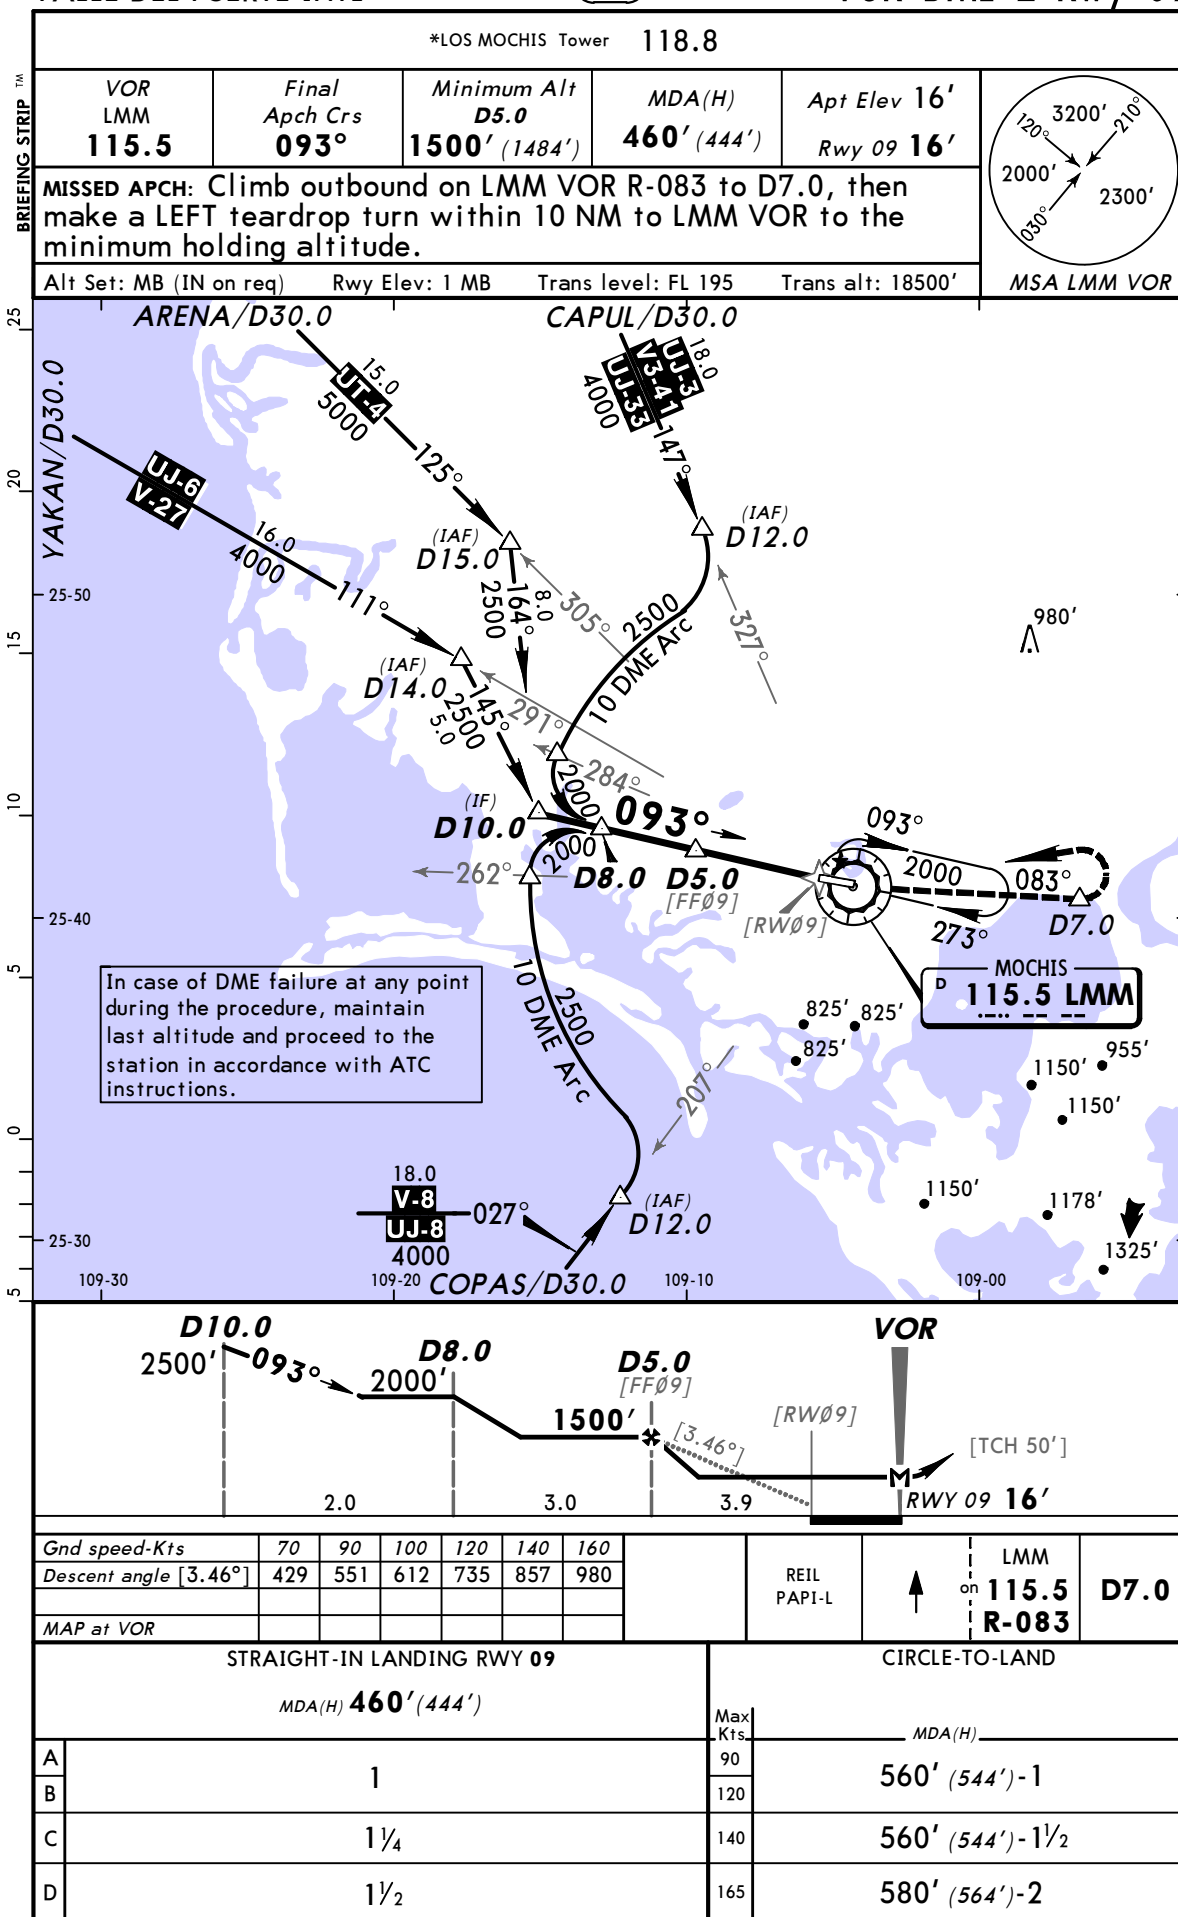 *LOS MOCHIS Tower 118.8
BRIEFING STRIP TM
VOR
LMM
115.5
Final
Apch Crs
093°
Minimum Alt
D5.0
1500' (1484')
MDA(H)
460' (444')
Apt Elev 16'
Rwy 09 16'
MISSED APCH: Climb outbound on LMM VOR R-083 to D7.0, then
make a LEFT teardrop turn within 10 NM to LMM VOR to the
minimum holding altitude.
Alt Set: MB (IN on req) Rwy Elev: 1 MB Trans level: FL 195 Trans alt: 18500'
120°
3200'
210°
2000'
2300'
030°
MSA LMM VOR
25
20
15
10
5
0
5
ARENA/D30.0
CAPUL/D30.0
YAKAN/D30.0
15.0
UT-4
5000
125°
18.0
UJ-3
V3-41
UJ-33
4000
147°
UJ-6
V-27
16.0
4000
111°
(IAF)
D15.0
(IAF)
D12.0
25-50
164°
8.0
2500
305°
2500
10 DME Arc
327°
980'
(IAF)
D14.0
145°
2500
5.0
291°
284°
2000
(IF)
D10.0
093°
2000
262°
D8.0
D5.0
[FFØ9]
[RWØ9]
093°
2000
083°
273°
D7.0
25-40
MOCHIS
D 115.5 LMM
In case of DME failure at any point
during the procedure, maintain
last altitude and proceed to the
station in accordance with ATC
instructions.
2500
10 DME Arc
207°
825'
825'
825'
955'
1150'
1150'
1150'
1178'
1325'
18.0
V-8
UJ-8
4000
027°
(IAF)
D12.0
25-30
COPAS/D30.0
109-30
109-20
109-10
109-00
D10.0
2500'
093°
D8.0
2000'
D5.0
[FFØ9]
1500'
[3.46°]
[RWØ9]
VOR
M
[TCH 50']
RWY 09 16'
2.0
3.0
3.9
Gnd speed-Kts 70 90 100 120 140 160
Descent angle [3.46°] 429 551 612 735 857 980
MAP at VOR
REIL
PAPI-L
on
LMM
115.5
R-083
D7.0
STRAIGHT-IN LANDING RWY 09
MDA(H) 460' (444')
CIRCLE-TO-LAND
Max
Kts
MDA(H)
A
B
1
90
120
560' (544')-1
C
1¼
140
560' (544')-1½
D
1½
165
580' (564')-2